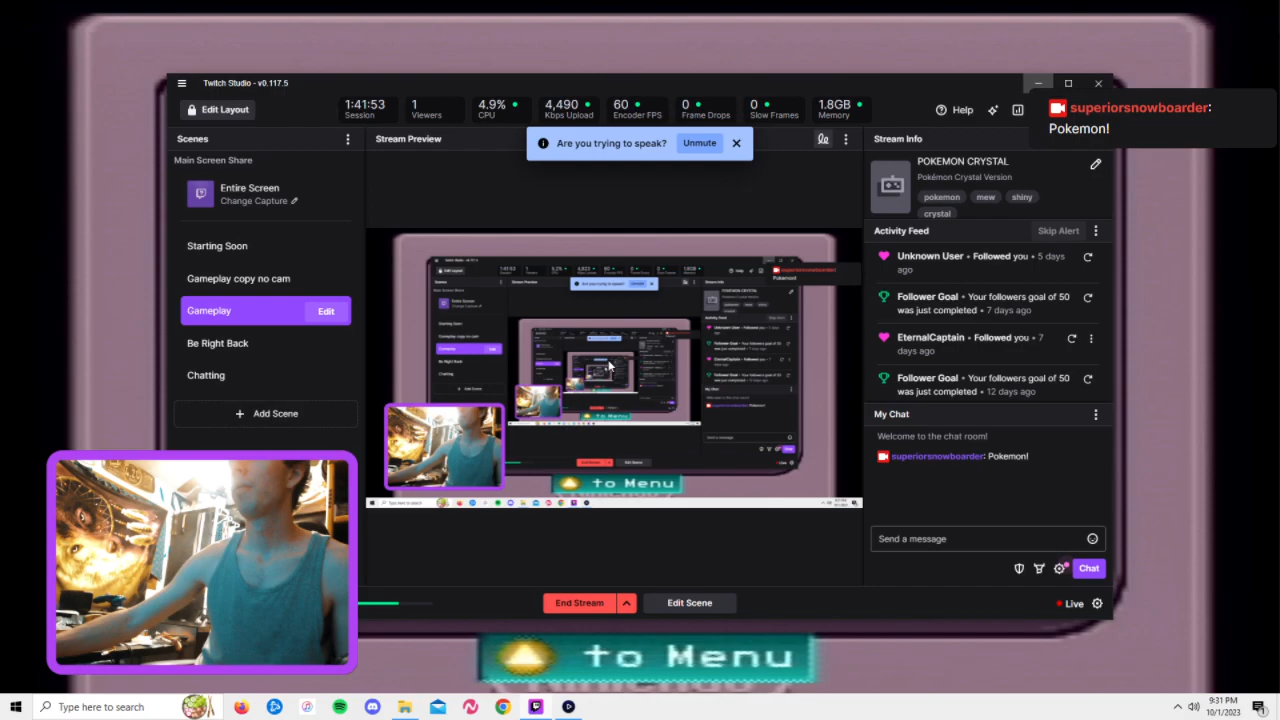 Twitch Studio - v0.117.5
Edit Layout
1:41:53
Session
1
Viewers
4.9%
CPU
4,490
Kbps Upload
60
Encoder FPS
0
Frame Drops
0
Slow Frames
1.8GB
Memory
Help
superiorsnowboarder:
Pokemon!
Scenes
Main Screen Share
Entire Screen
Change Capture
Starting Soon
Gameplay copy no cam
Gameplay
Edit
Be Right Back
Chatting
+ Add Scene
Stream Preview
Are you trying to speak?
Unmute
Stream Info
POKEMON CRYSTAL
Pokémon Crystal Version
pokemon
mew
shiny
crystal
Activity Feed
Skip Alert
Unknown User • Followed you • 5 days
ago
Follower Goal • Your followers goal of 50
was just completed • 7 days ago
EternalCaptain • Followed you • 7
days ago
Follower Goal • Your followers goal of 50
was just completed • 12 days ago
My Chat
Welcome to the chat room!
superiorsnowboarder: Pokemon!
Send a message
Chat
to Menu
End Stream
Edit Scene
Live
to Menu
Type here to search
9:31 PM
10/1/2023